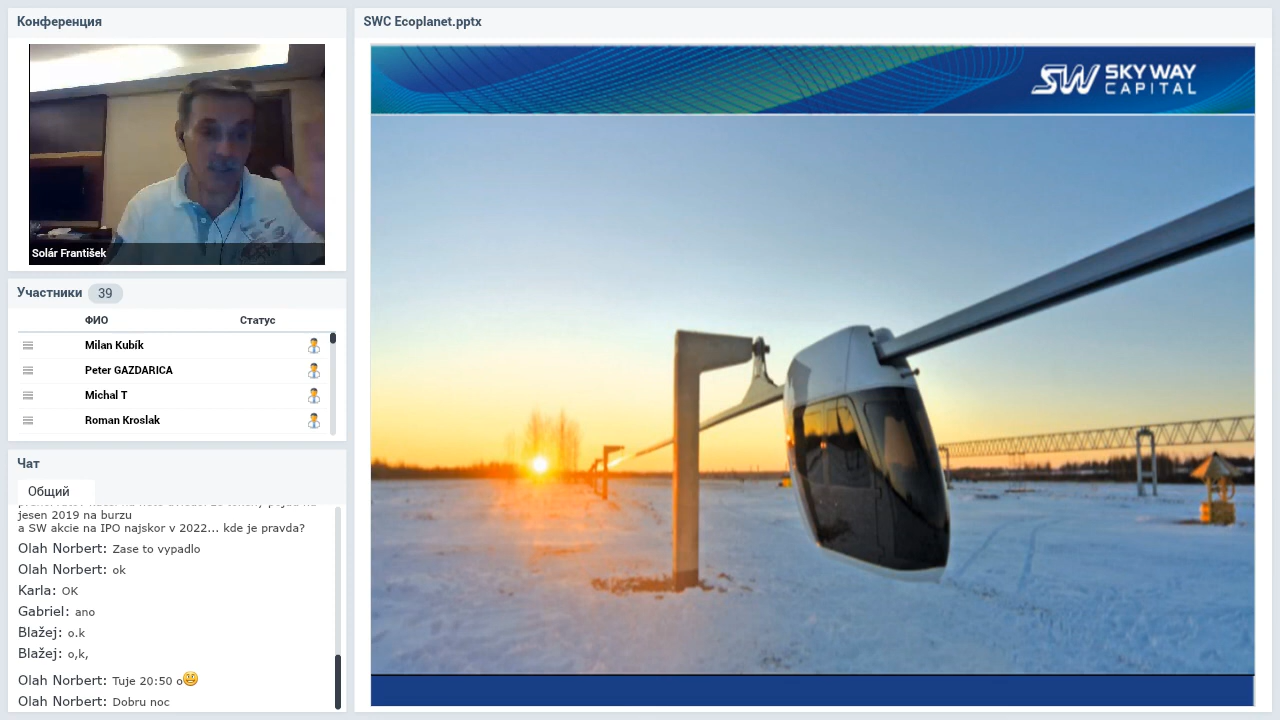 Конференция
Solár František
Участники 39
ФИО Статус
Milan Kubík
Peter GAZDARICA
Michal T
Roman Kroslak
Чат
Общий
jesen 2019 na burzu
a SW akcie na IPO najskor v 2022... kde je pravda?
Olah Norbert: Zase to vypadlo
Olah Norbert: ok
Karla: OK
Gabriel: ano
Blažej: o.k
Blažej: o,k,
Olah Norbert: Tuje 20:50 o
Olah Norbert: Dobru noc
SWC Ecoplanet.pptx
SW SKY WAY
CAPITAL